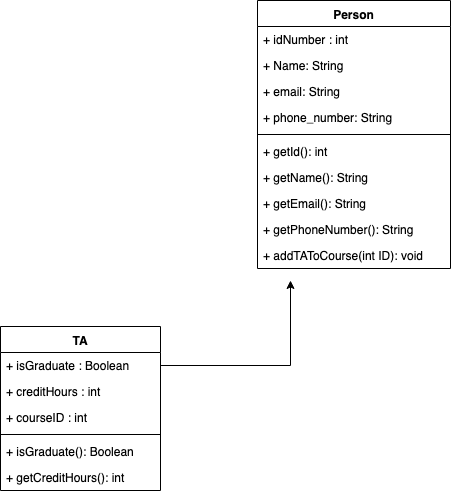 Person
+ idNumber : int
+ Name: String
+ email: String
+ phone_number: String
+ getId(): int
+ getName(): String
+ getEmail(): String
+ getPhoneNumber(): String
+ addTAToCourse(int ID): void
TA
+ isGraduate : Boolean
+ creditHours : int
+ courseID : int
+ isGraduate(): Boolean
+ getCreditHours(): int